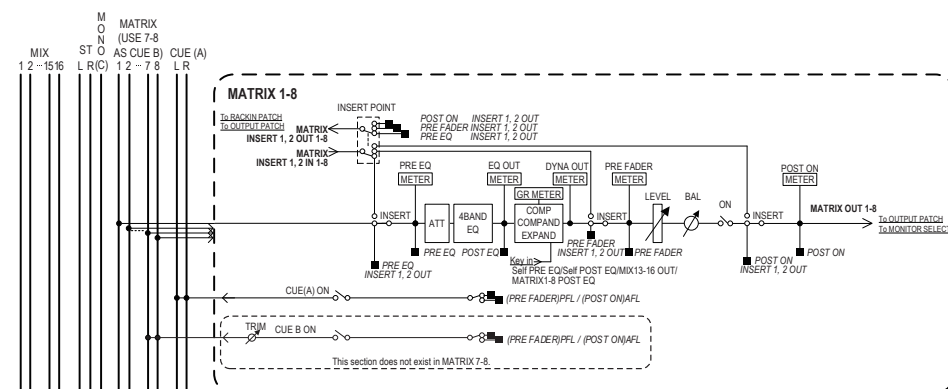 MIX
1 2 ··· 15 16
ST
L R
MONO
(C)
MATRIX
(USE 7-8
AS CUE B)
1 2 ··· 7 8
CUE (A)
L R
MATRIX 1-8
INSERT POINT
To RACKIN PATCH
To OUTPUT PATCH
MATRIX
INSERT 1, 2 OUT 1-8
MATRIX
INSERT 1, 2 IN 1-8
POST ON INSERT 1, 2 OUT
PRE FADER INSERT 1, 2 OUT
PRE EQ INSERT 1, 2 OUT
PRE EQ
METER
EQ OUT
METER
DYNA OUT
METER
PRE FADER
METER
POST ON
METER
GR METER
INSERT
ATT
4BAND
EQ
COMP
COMPAND
EXPAND
INSERT
LEVEL
BAL
ON
INSERT
MATRIX OUT 1-8
To OUTPUT PATCH
To MONITOR SELECT
PRE EQ
INSERT 1, 2 OUT
PRE EQ
POST EQ
Key in
Self PRE EQ/Self POST EQ/MIX13-16 OUT/
MATRIX1-8 POST EQ
PRE FADER
INSERT 1, 2 OUT
PRE FADER
POST ON
INSERT 1, 2 OUT
POST ON
CUE(A) ON
(PRE FADER)PFL / (POST ON)AFL
TRIM
CUE B ON
(PRE FADER)PFL / (POST ON)AFL
This section does not exist in MATRIX 7-8.